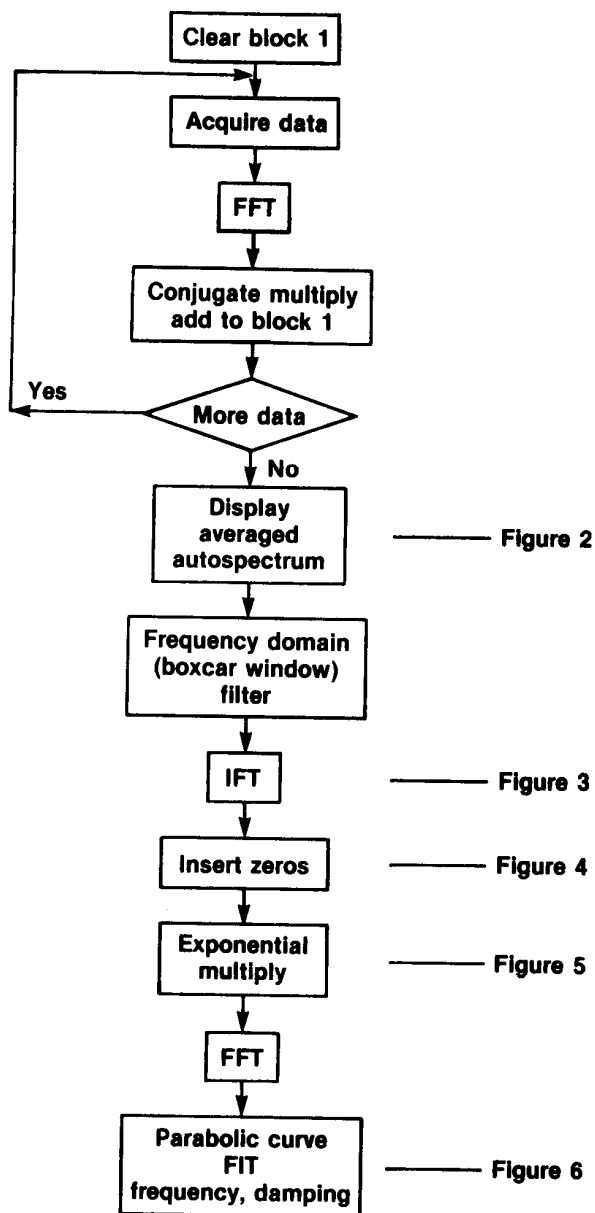 Clear block 1
Acquire data
FFT
Conjugate multiply
add to block 1
Yes
More data
No
Display
averaged
autospectrum
Figure 2
Frequency domain
(boxcar window)
filter
IFT
Figure 3
Insert zeros
Figure 4
Exponential
multiply
Figure 5
FFT
Parabolic curve
FIT
frequency, damping
Figure 6